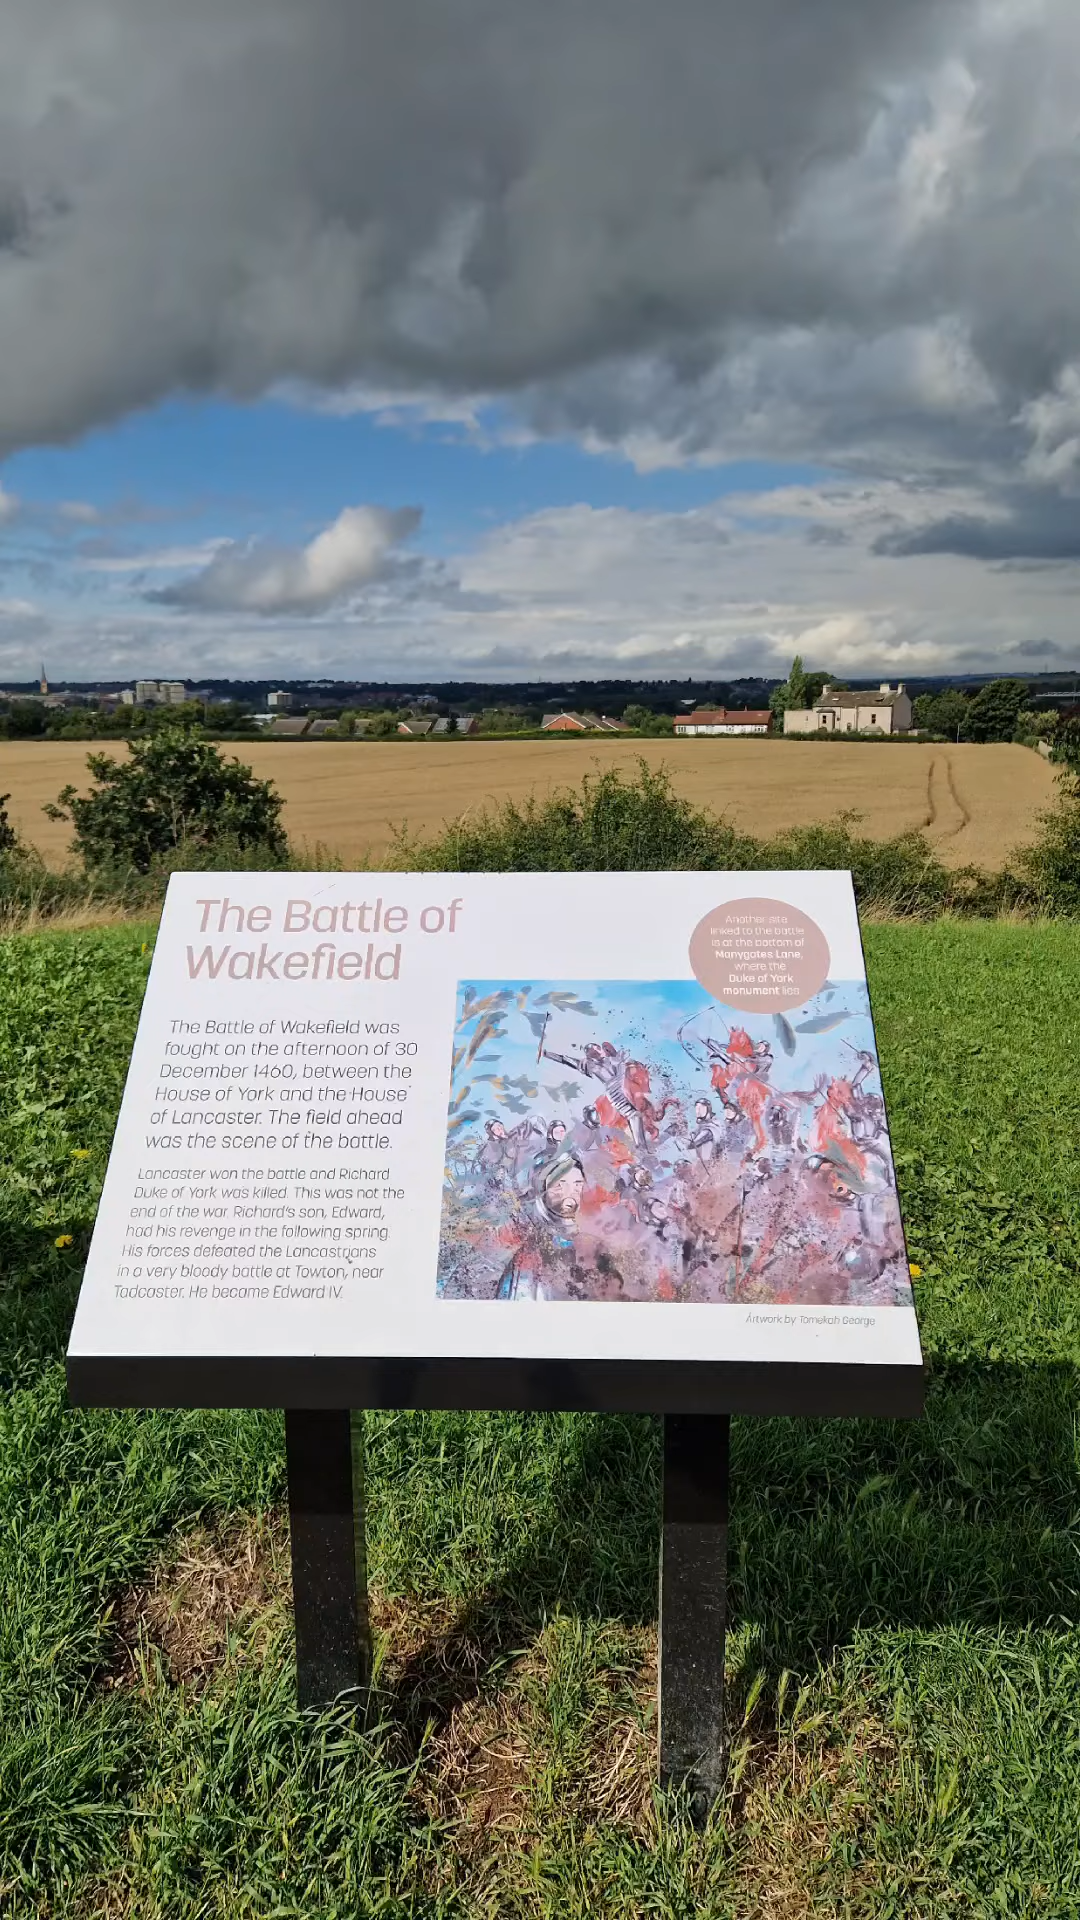 The Battle of
Wakefield
Another site
linked to the battle
is at the bottom of
Manygates Lane,
where the
Duke of York
monument lies
The Battle of Wakefield was
fought on the afternoon of 30
December 1460, between the
House of York and the House
of Lancaster. The field ahead
was the scene of the battle.
Lancaster won the battle and Richard
Duke of York was killed. This was not the
end of the war. Richard's son, Edward,
had his revenge in the following spring.
His forces defeated the Lancastrians
in a very bloody battle at Towton, near
Tadcaster. He became Edward IV.
Artwork by Tomekah George